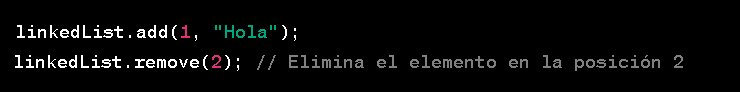 linkedList.add(1, "Hola");
linkedList.remove(2); // Elimina el elemento en la posición 2